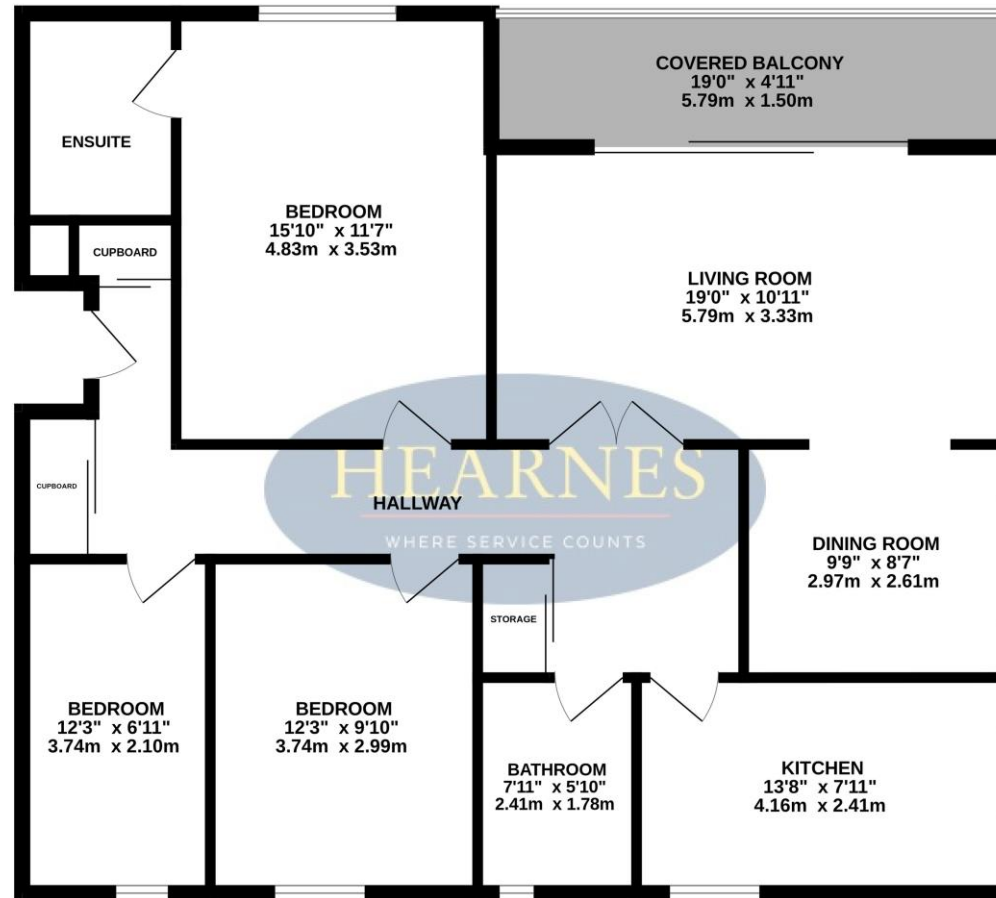 COVERED BALCONY
19'0" x 4'11"
5.79m x 1.50m
ENSUITE
BEDROOM
15'10" x 11'7"
4.83m x 3.53m
CUPBOARD
LIVING ROOM
19'0" x 10'11"
5.79m x 3.33m
HEARNES
CUPBOARD
HALLWAY
WHERE SERVICE COUNTS
DINING ROOM
9'9" x 8'7"
2.97m x 2.61m
STORAGE
BEDROOM
12'3" x 6'11"
3.74m x 2.10m
BEDROOM
12'3" x 9'10"
3.74m x 2.99m
BATHROOM
7'11" x 5'10"
2.41m x 1.78m
KITCHEN
13'8" x 7'11"
4.16m x 2.41m